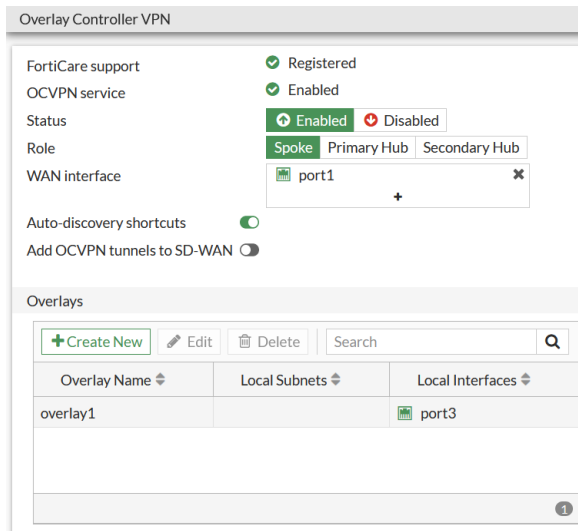 Overlay Controller VPN
FortiCare support Registered
OCVPN service Enabled
Status Enabled Disabled
Role Spoke Primary Hub Secondary Hub
WAN interface port1
+
Auto-discovery shortcuts
Add OCVPN tunnels to SD-WAN
Overlays
+Create New Edit Delete Search
Overlay Name Local Subnets Local Interfaces
overlay1 port3
1